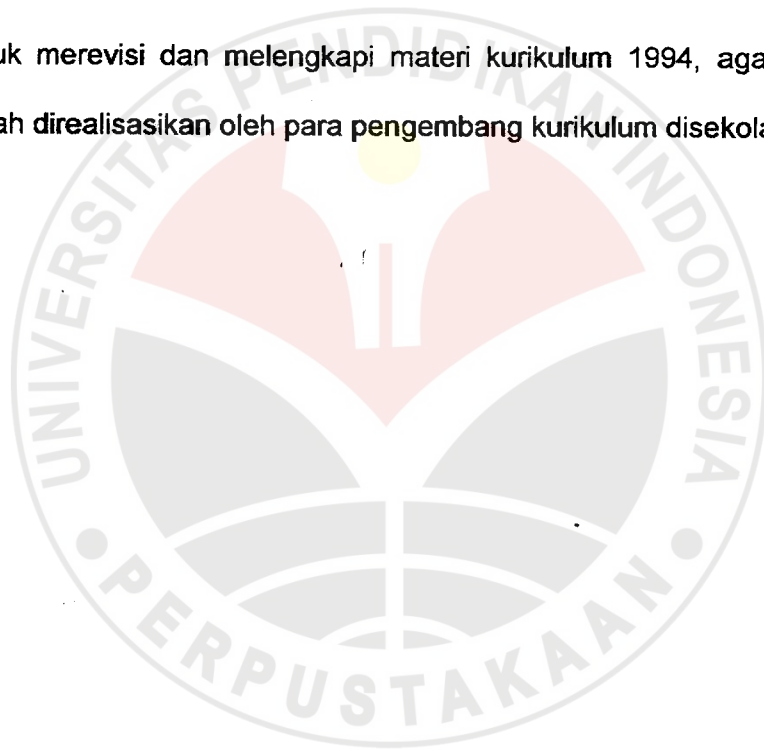 uk merevisi dan melengkapi materi kurikulum 1994, aga
ah direalisasikan oleh para pengembang kurikulum disekola
UNIVERSITAS PENDIDIKAN INDONESIA
PERPUSTAKAAN